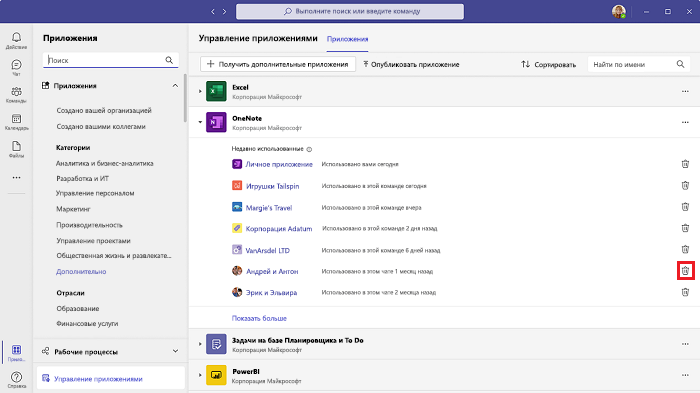 Выполните поиск или введите команду
Действие
Чат
Команды
Календарь
Файлы
Прило...
Справка
Приложения
Поиск
Приложения
Создано вашей организацией
Создано вашими коллегами
Категории
Аналитика и бизнес-аналитика
Разработка и ИТ
Управление персоналом
Маркетинг
Производительность
Управление проектами
Общественная жизнь и развлекате...
Дополнительно
Отрасли
Образование
Финансовые услуги
Рабочие процессы
Управление приложениями
Управление приложениями Приложения
Получить дополнительные приложения Опубликовать приложение Сортировать Найти по имени
Excel
Корпорация Майкрософт
OneNote
Корпорация Майкрософт
Недавно использованные
Личное приложение Использовано вами сегодня
Игрушки Tailspin Использовано в этой команде сегодня
Margie's Travel Использовано в этой команде вчера
Корпорация Adatum Использовано в этой команде 2 дня назад
VanArsdel LTD Использовано в этой команде 6 дней назад
Андрей и Антон Использовано в этом чате 1 месяц назад
Эрик и Эльвира Использовано в этом чате 2 месяца назад
Показать больше
Задачи на базе Планировщика и To Do
Корпорация Майкрософт
PowerBI
Корпорация Майкрософт